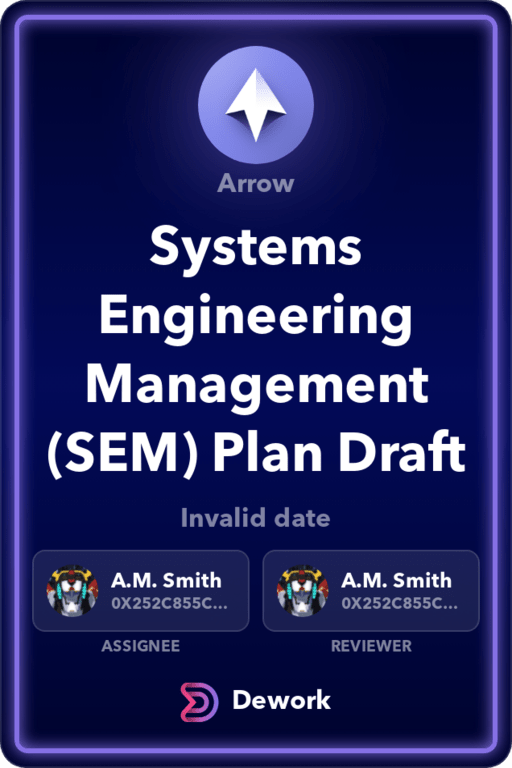 Arrow
Systems
Engineering
Management
(SEM) Plan Draft
Invalid date
A.M. Smith
0X252C855C...
ASSIGNEE
A.M. Smith
0X252C855C...
REVIEWER
Dework